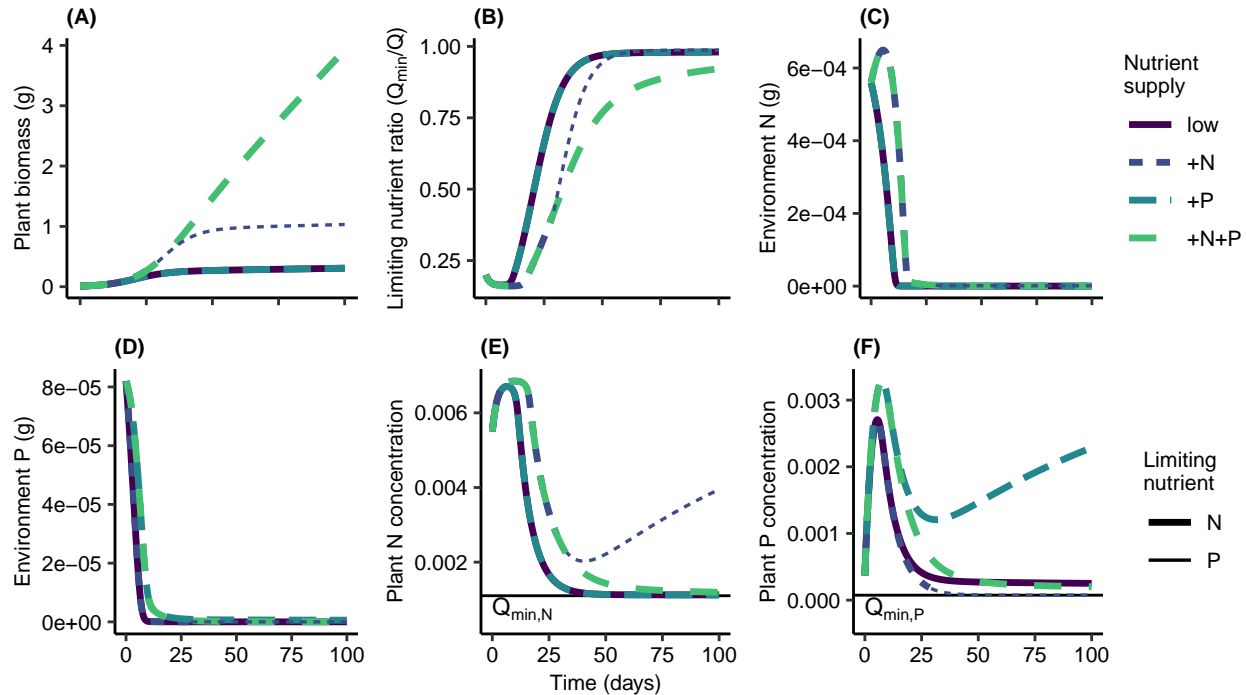 (A)
Plant biomass (g)
4
3
2
1
0
(B)
Limiting nutrient ratio (Qmin/Q)
1.00
0.75
0.50
0.25
(C)
Environment N (g)
6e−04
4e−04
2e−04
0e+00
Nutrient
supply
low
+N
+P
+N+P
(D)
Environment P (g)
8e−05
6e−05
4e−05
2e−05
0e+00
0 25 50 75 100
(E)
Plant N concentration
0.006
0.004
0.002
Qmin,N
0 25 50 75 100
Time (days)
(F)
Plant P concentration
0.003
0.002
0.001
0.000
Qmin,P
0 25 50 75 100
Limiting
nutrient
N
P